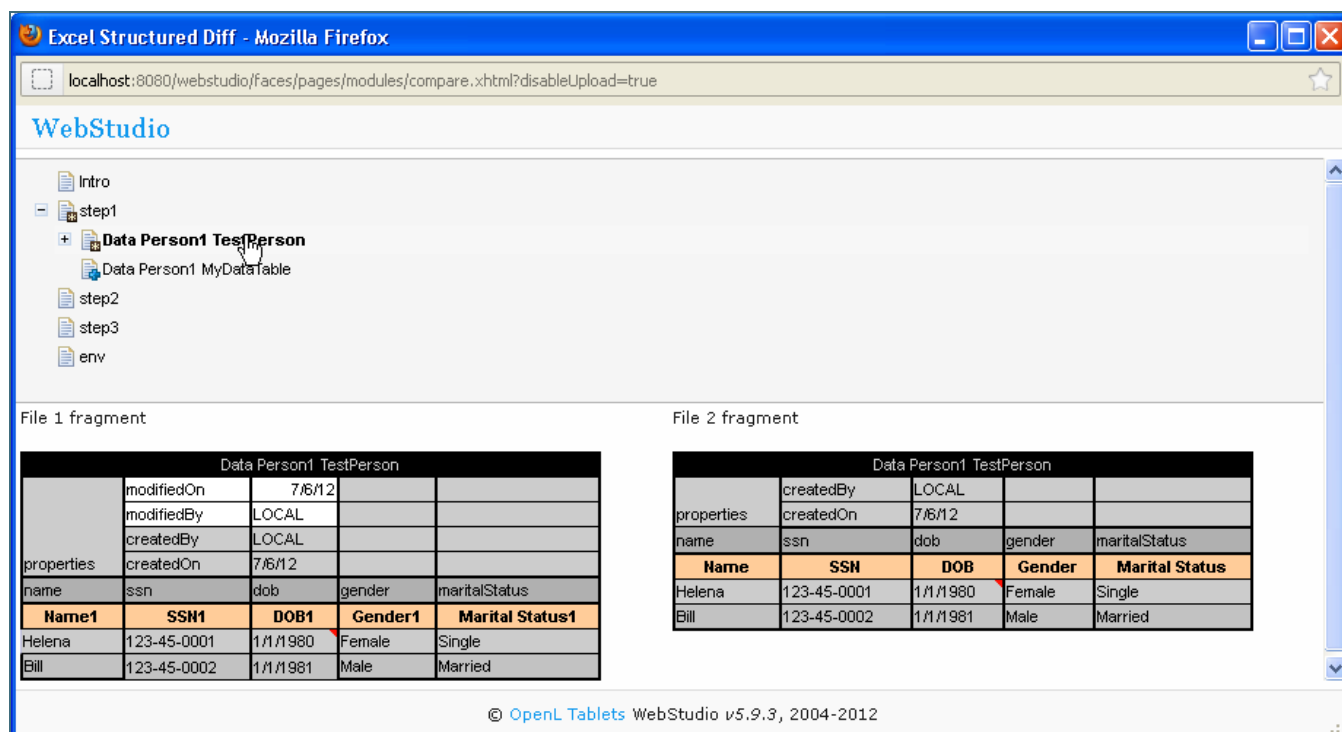 Excel Structured Diff - Mozilla Firefox
localhost:8080/webstudio/faces/pages/modules/compare.xhtml?disableUpload=true
WebStudio
Intro
step1
Data Person1 TestPerson
Data Person1 MyDataTable
step2
step3
env
File 1 fragment
Data Person1 TestPerson
modifiedOn 7/6/12
modifiedBy LOCAL
createdBy LOCAL
properties createdOn 7/6/12
name ssn dob gender maritalStatus
Name1 SSN1 DOB1 Gender1 Marital Status1
Helena 123-45-0001 1/1/1980 Female Single
Bill 123-45-0002 1/1/1981 Male Married
File 2 fragment
Data Person1 TestPerson
createdBy LOCAL
properties createdOn 7/6/12
name ssn dob gender maritalStatus
Name SSN DOB Gender Marital Status
Helena 123-45-0001 1/1/1980 Female Single
Bill 123-45-0002 1/1/1981 Male Married
© OpenL Tablets WebStudio v5.9.3, 2004-2012